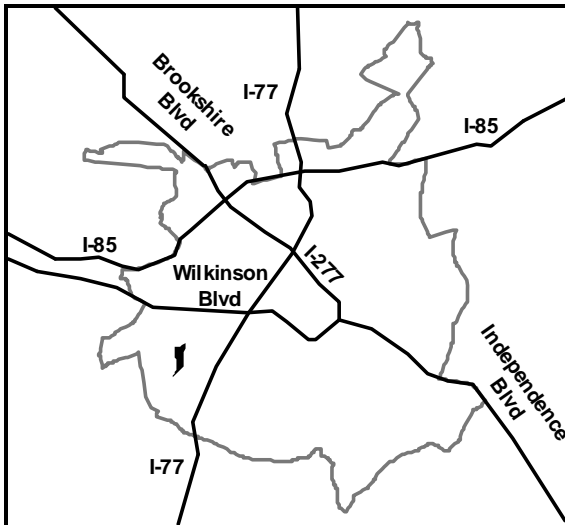 Brookshire
Blvd
I-77
I-85
I-85
Wilkinson
Blvd
I-277
Independence
Blvd
I-77